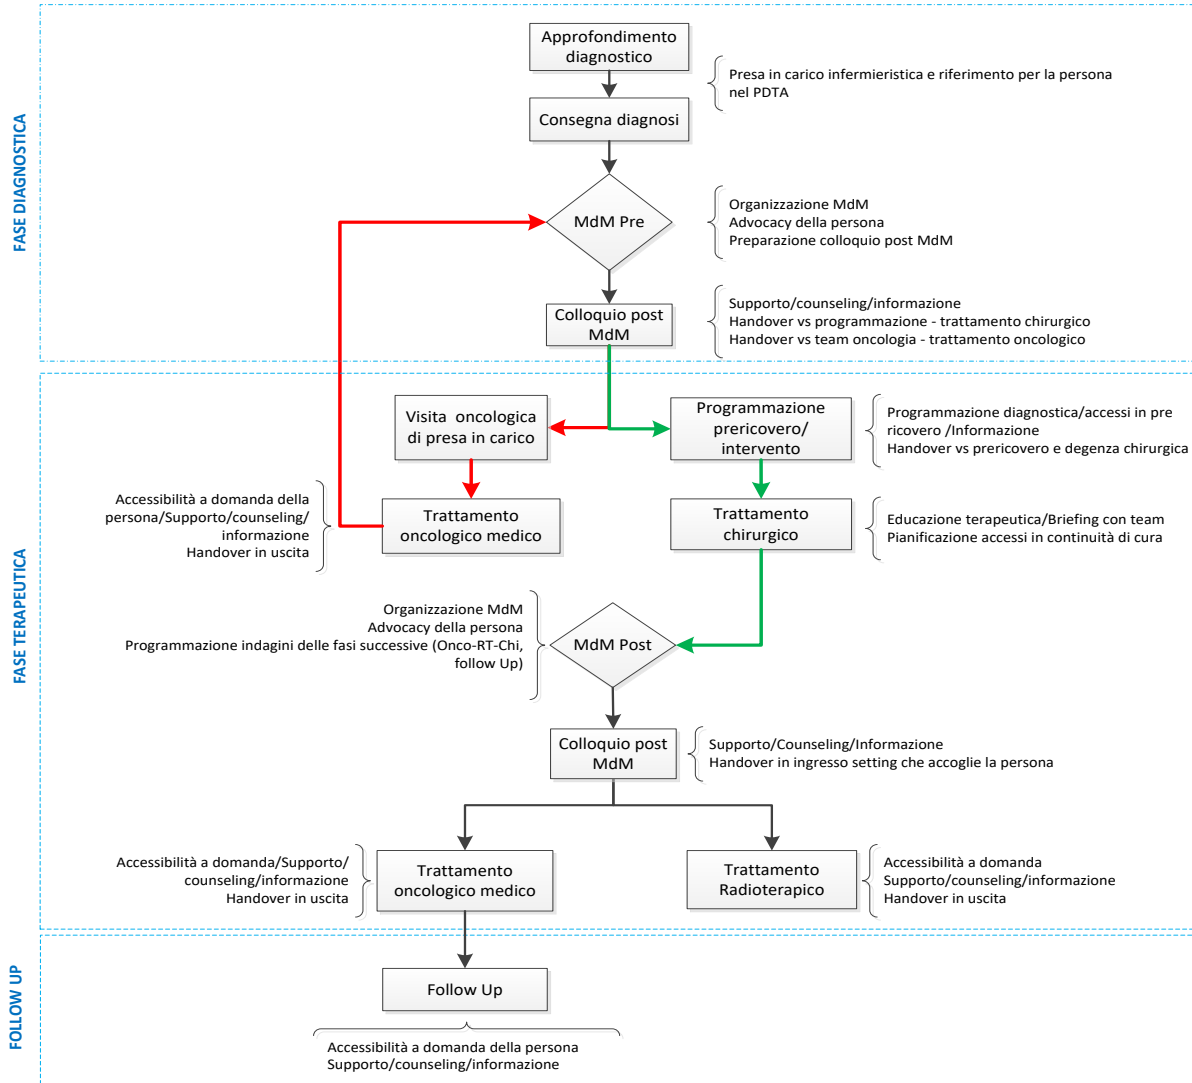 FASE DIAGNOSTICA
Approfondimento
diagnostico
Presa in carico infermieristica e riferimento per la persona
nel PDTA
Consegna diagnosi
MdM Pre
Organizzazione MdM
Advocacy della persona
Preparazione colloquio post MdM
Colloquio post
MdM
Supporto/counseling/informazione
Handover vs programmazione - trattamento chirurgico
Handover vs team oncologia - trattamento oncologico
FASE TERAPEUTICA
Visita oncologica
di presa in carico
Programmazione
prericovero/
intervento
Programmazione diagnostica/accessi in pre
ricovero /Informazione
Handover vs prericovero e degenza chirurgica
Accessibilità a domanda della
persona/Supporto/counseling/
informazione
Handover in uscita
Trattamento
oncologico medico
Trattamento
chirurgico
Educazione terapeutica/Briefing con team
Pianificazione accessi in continuità di cura
Organizzazione MdM
Advocacy della persona
Programmazione indagini delle fasi successive (Onco-RT-Chi,
follow Up)
MdM Post
Colloquio post
MdM
Supporto/Counseling/Informazione
Handover in ingresso setting che accoglie la persona
Accessibilità a domanda/Supporto/
counseling/informazione
Handover in uscita
Trattamento
oncologico medico
Trattamento
Radioterapico
Accessibilità a domanda
Supporto/counseling/informazione
Handover in uscita
FOLLOW UP
Follow Up
Accessibilità a domanda della persona
Supporto/counseling/informazione